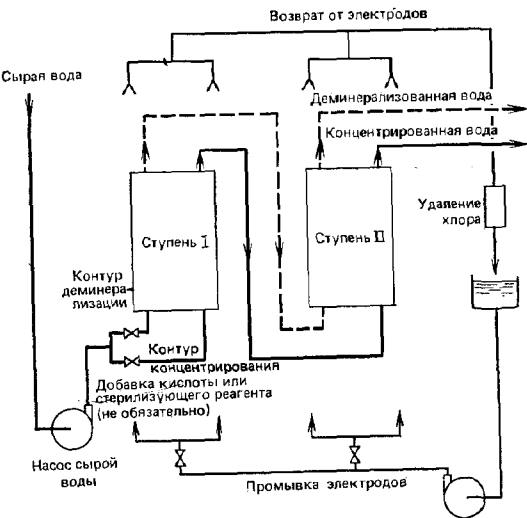 Возврат от электродов
Сырая вода
Деминерализованная вода
Концентрированная вода
Удаление
хлора
Ступень I
Ступень II
Контур
деминера-
лизации
Контур
концентрирования
Добавка кислоты или
стерилизующего реагента
(не обязательно)
Насос сырой
воды
Промывка электродов